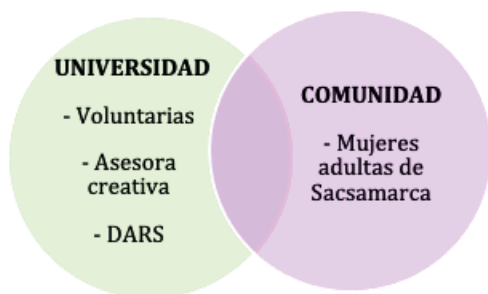 UNIVERSIDAD
- Voluntarias
- Asesora
creativa
- DARS
COMUNIDAD
- Mujeres
adultas de
Sacsamarca